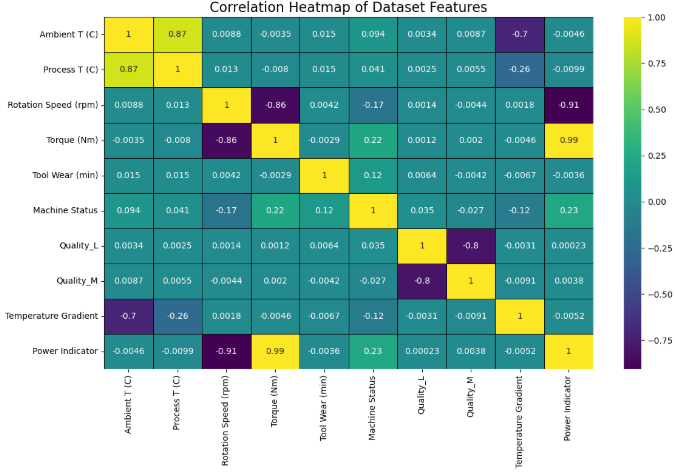 Correlation Heatmap of Dataset Features
Ambient T (C) 1 0.87 0.0088 -0.0035 0.015 0.094 0.0034 0.0087 -0.7 -0.0046
Process T (C) 0.87 1 0.013 -0.008 0.015 0.041 0.0025 0.0055 -0.26 -0.0099
Rotation Speed (rpm) 0.0088 0.013 1 -0.86 0.0042 -0.17 0.0014 -0.0044 0.0018 -0.91
Torque (Nm) -0.0035 -0.008 -0.86 1 -0.0029 0.22 0.0012 0.002 -0.0046 0.99
Tool Wear (min) 0.015 0.015 0.0042 -0.0029 1 0.12 0.0064 -0.0042 -0.0067 -0.0036
Machine Status 0.094 0.041 -0.17 0.22 0.12 1 0.035 -0.027 -0.12 0.23
Quality_L 0.0034 0.0025 0.0014 0.0012 0.0064 0.035 1 -0.8 -0.0031 0.00023
Quality_M 0.0087 0.0055 -0.0044 0.002 -0.0042 -0.027 -0.8 1 -0.0091 0.0038
Temperature Gradient -0.7 -0.26 0.0018 -0.0046 -0.0067 -0.12 -0.0031 -0.0091 1 -0.0052
Power Indicator -0.0046 -0.0099 -0.91 0.99 -0.0036 0.23 0.00023 0.0038 -0.0052 1
Ambient T (C)
Process T (C)
Rotation Speed (rpm)
Torque (Nm)
Tool Wear (min)
Machine Status
Quality_L
Quality_M
Temperature Gradient
Power Indicator
1.00
0.75
0.50
0.25
0.00
−0.25
−0.50
−0.75